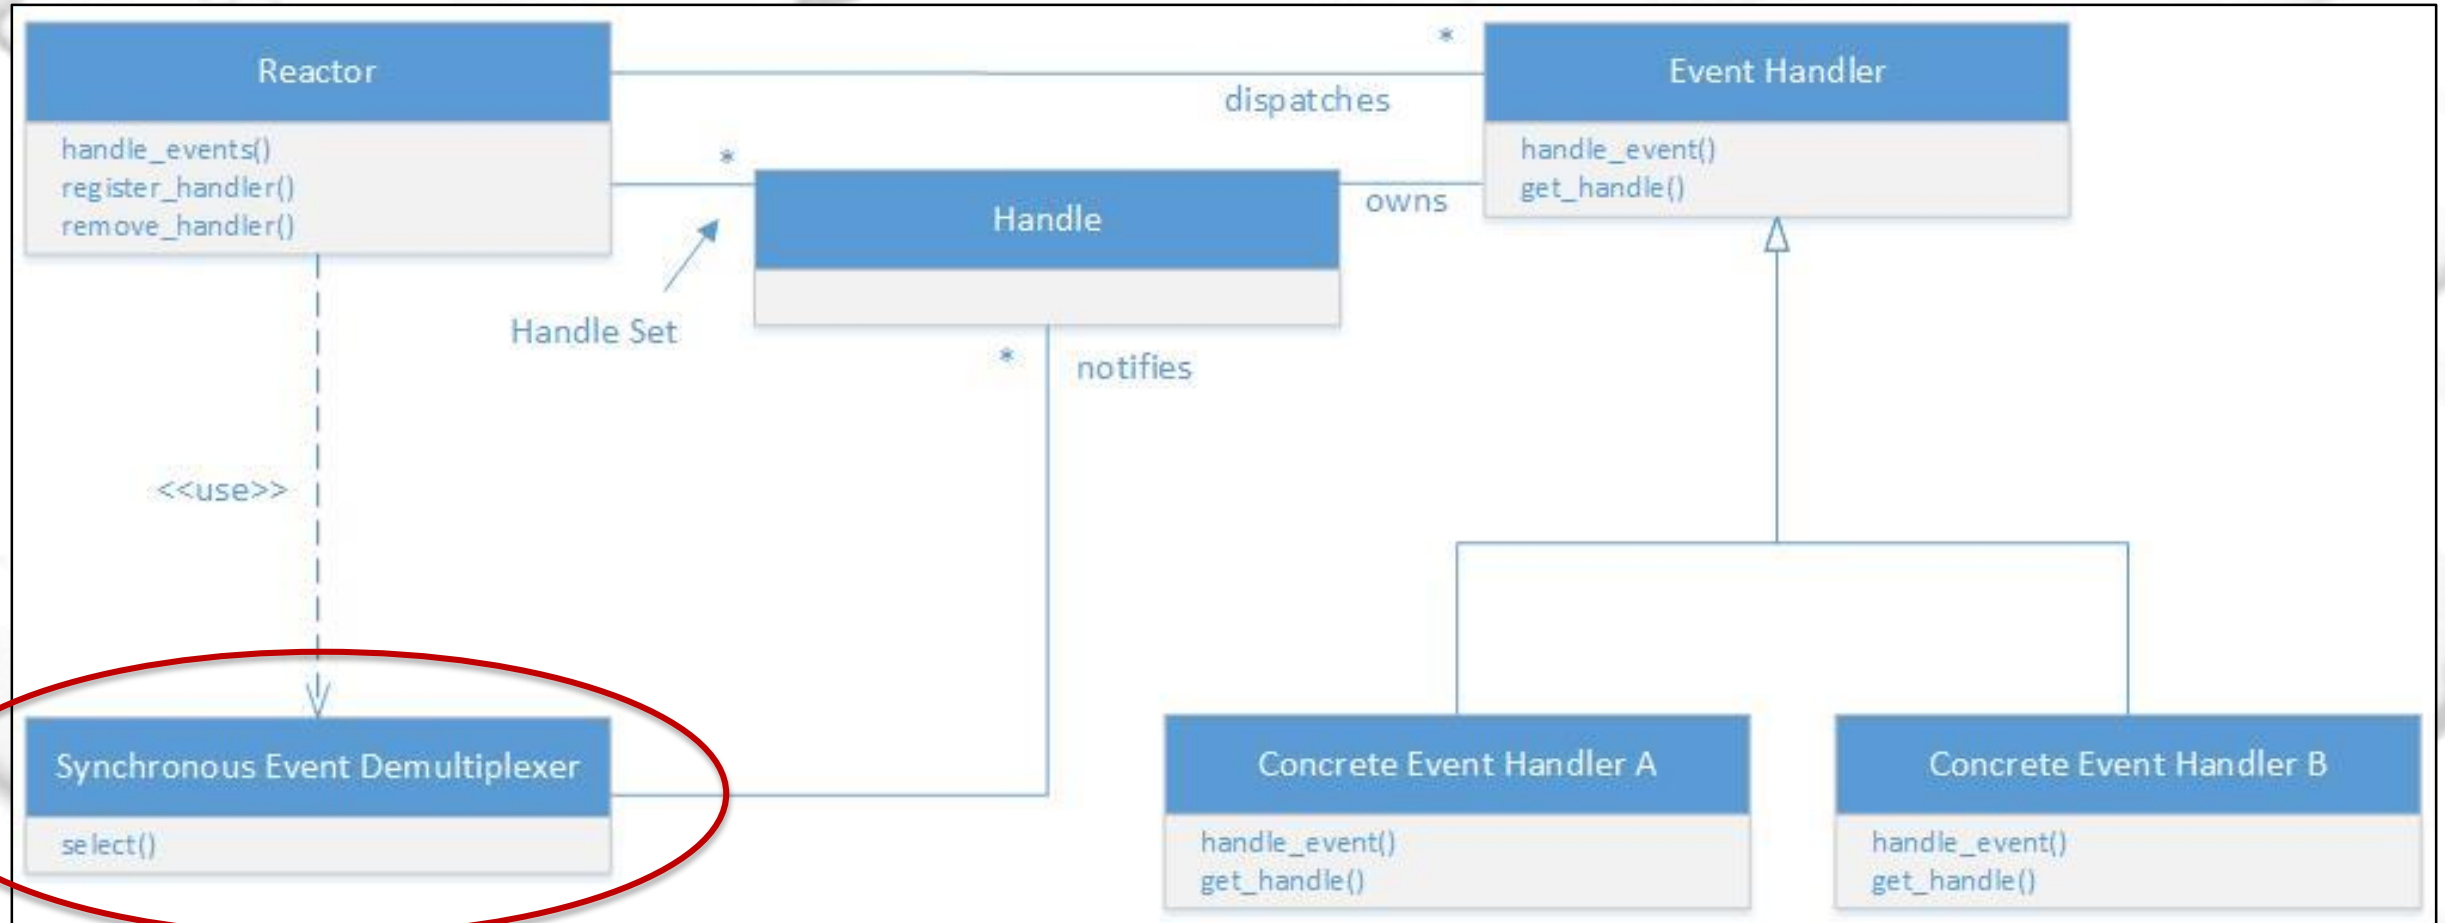 Reactor
handle_events()
register_handler()
remove_handler()
*
dispatches
Event Handler
handle_event()
get_handle()
*
Handle
owns
Handle Set
*
notifies
<<use>>
Synchronous Event Demultiplexer
select()
Concrete Event Handler A
handle_event()
get_handle()
Concrete Event Handler B
handle_event()
get_handle()